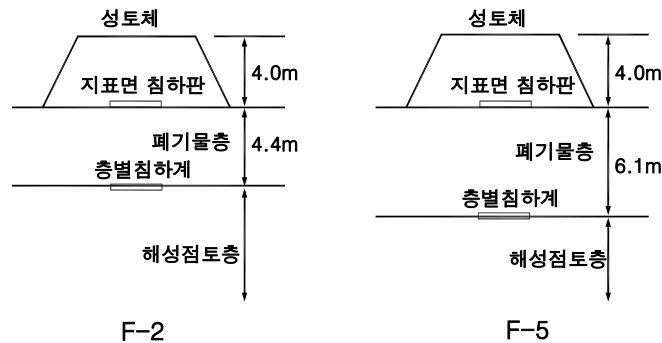 성토체
4.0m
지표면 침하판
폐기물층
4.4m
층별침하계
해성점토층
F-2
성토체
4.0m
지표면 침하판
폐기물층
6.1m
층별침하계
해성점토층
F-5